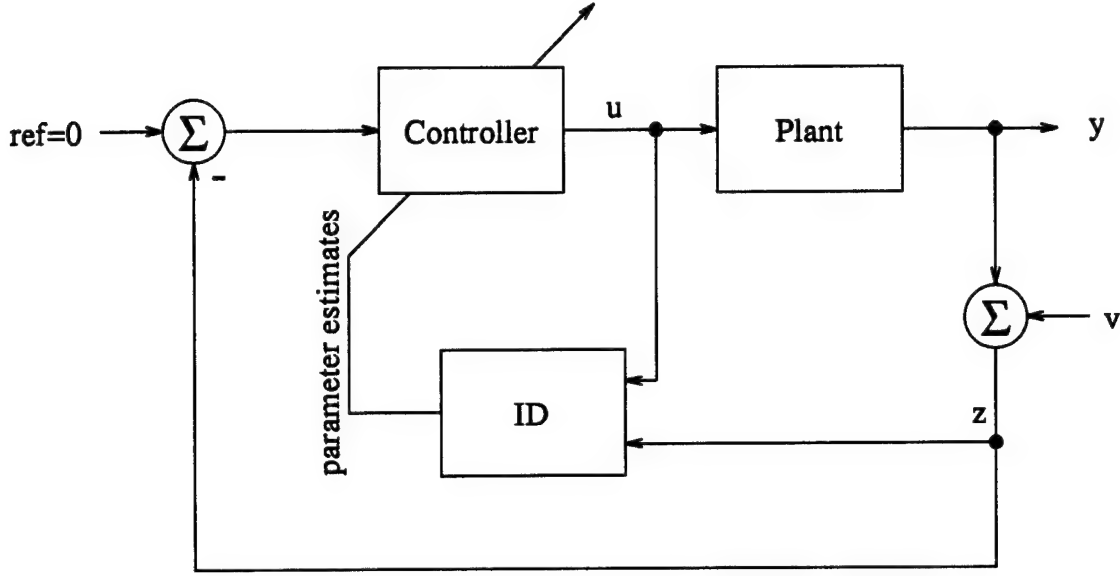 ref=0
Σ
-
Controller
u
Plant
y
parameter estimates
Σ
v
ID
z